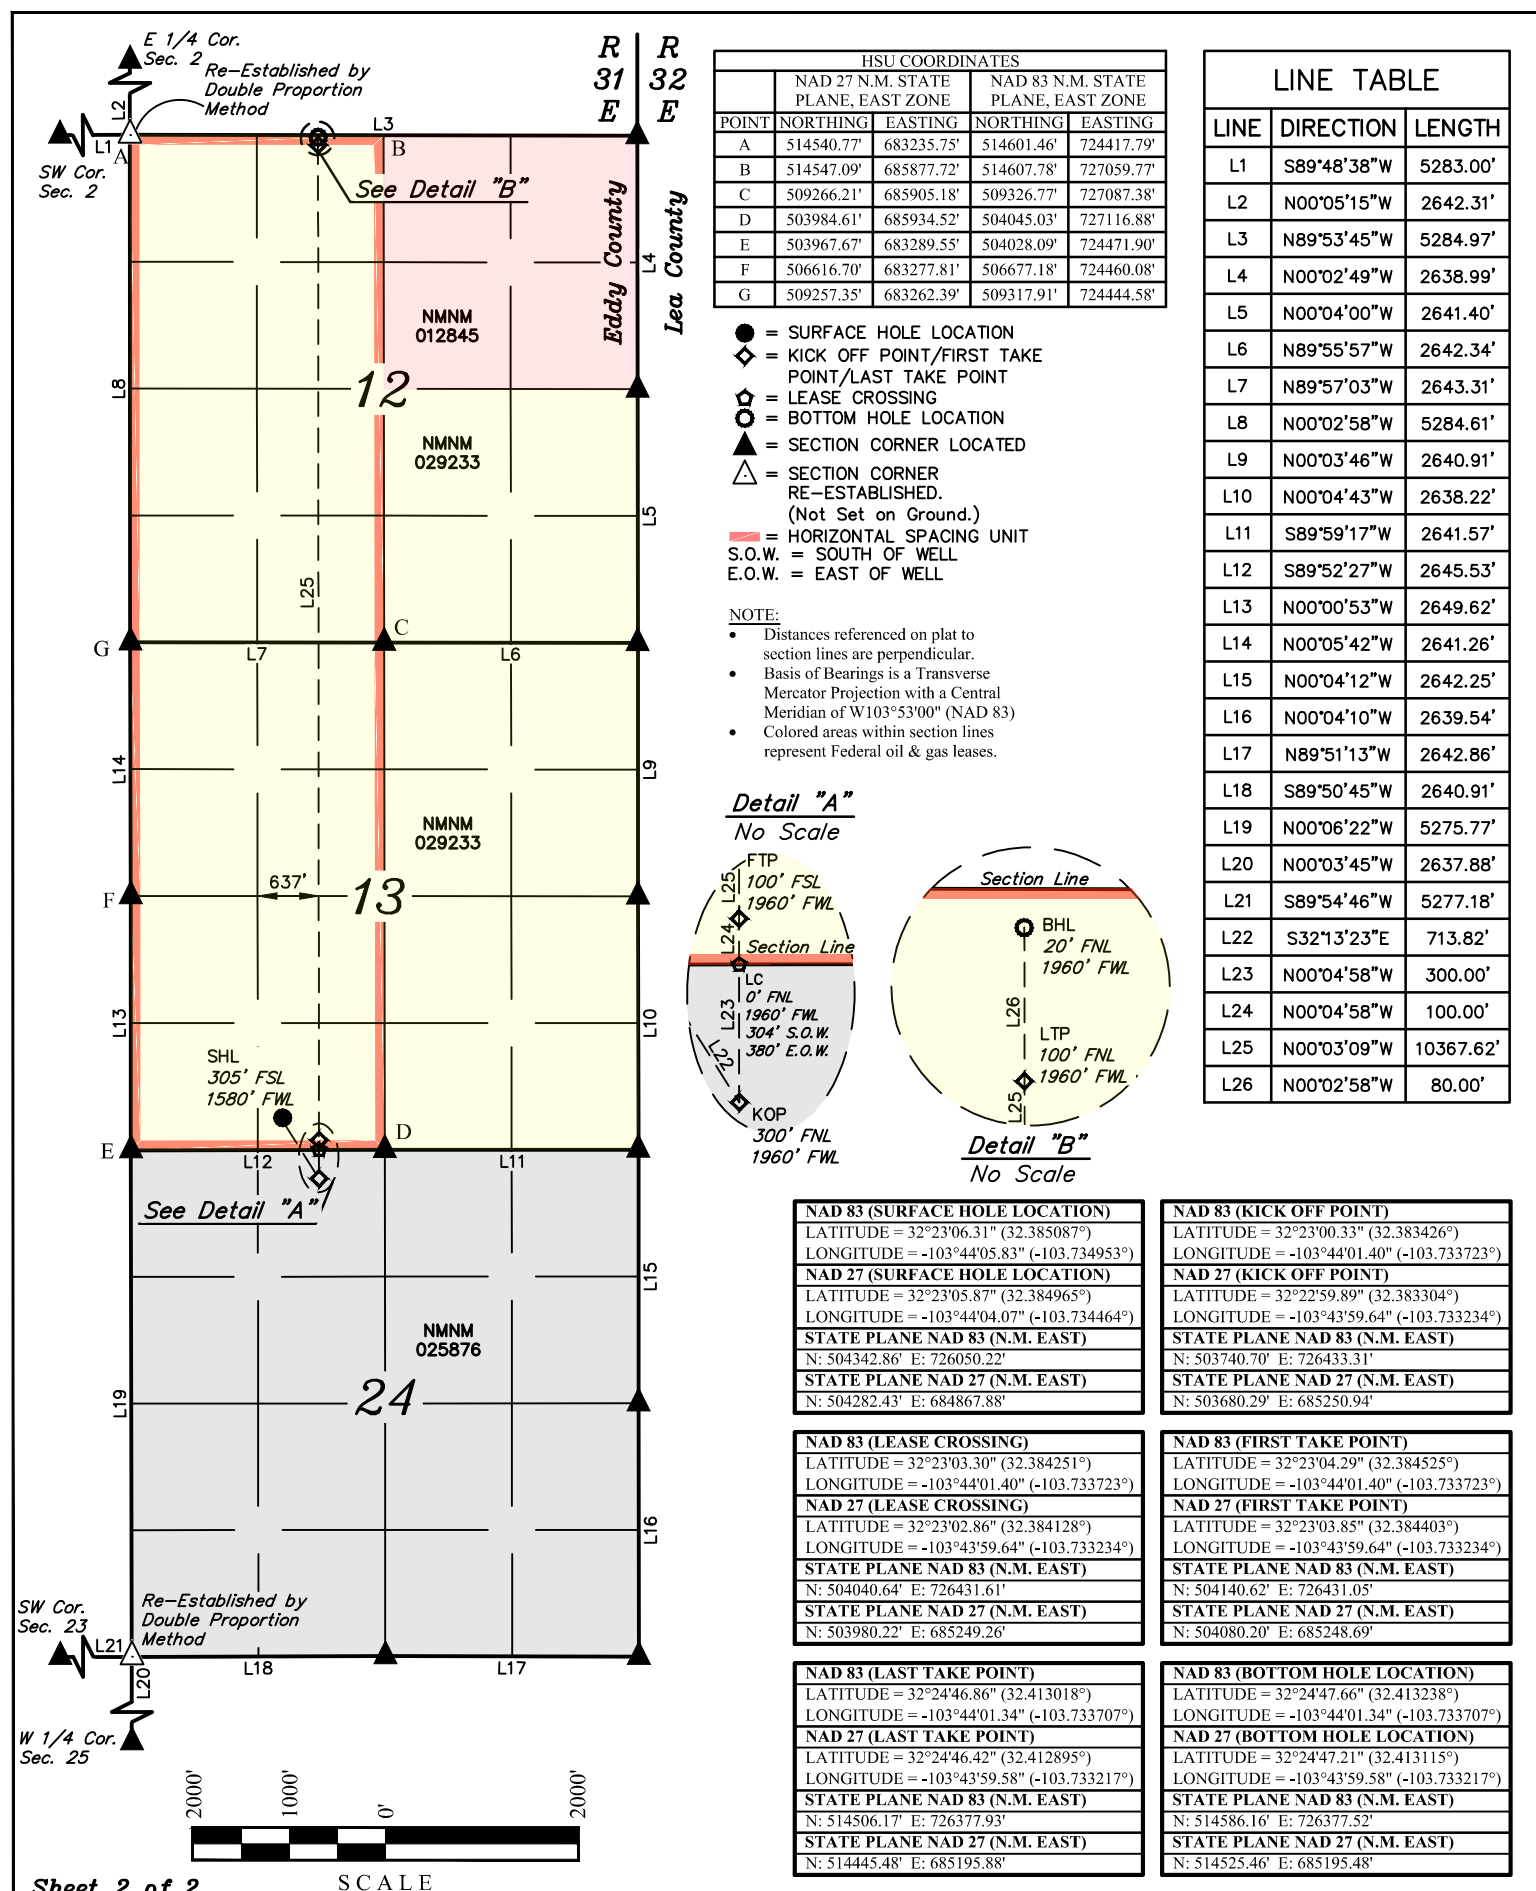 E 1/4 Cor.
Sec. 2
Re-Established by
Double Proportion
Method
L2
L1
A
SW Cor.
Sec. 2
L3
B
See Detail "B"
R R
31 32
E E
Eddy County
Lea County
L4
NMNM
012845
L8
12
NMNM
029233
L5
L25
G
C
L7
L6
L14
L9
NMNM
029233
637'
F
13
L13
L10
SHL
305' FSL
1580' FWL
E
D
L12
L11
See Detail "A"
L15
NMNM
025876
L19
24
L16
SW Cor.
Sec. 23
Re-Established by
Double Proportion
Method
L21
L20
L18
L17
W 1/4 Cor.
Sec. 25
2000'
1000'
0'
2000'
SCALE
Sheet 2 of 2
HSU COORDINATES
NAD 27 N.M. STATE PLANE, EAST ZONE
NAD 83 N.M. STATE PLANE, EAST ZONE
POINT NORTHING EASTING NORTHING EASTING
A 514540.77' 683235.75' 514601.46' 724417.79'
B 514547.09' 685877.72' 514607.78' 727059.77'
C 509266.21' 685905.18' 509326.77' 727087.38'
D 503984.61' 685934.52' 504045.03' 727116.88'
E 503967.67' 683289.55' 504028.09' 724471.90'
F 506616.70' 683277.81' 506677.18' 724460.08'
G 509257.35' 683262.39' 509317.91' 724444.58'
= SURFACE HOLE LOCATION
= KICK OFF POINT/FIRST TAKE
POINT/LAST TAKE POINT
= LEASE CROSSING
= BOTTOM HOLE LOCATION
= SECTION CORNER LOCATED
= SECTION CORNER
RE-ESTABLISHED.
(Not Set on Ground.)
= HORIZONTAL SPACING UNIT
S.O.W. = SOUTH OF WELL
E.O.W. = EAST OF WELL
NOTE:
• Distances referenced on plat to
section lines are perpendicular.
• Basis of Bearings is a Transverse
Mercator Projection with a Central
Meridian of W103°53'00" (NAD 83)
• Colored areas within section lines
represent Federal oil & gas leases.
Detail "A"
No Scale
FTP
100' FSL
1960' FWL
L25
L24
Section Line
LC
0' FNL
1960' FWL
304' S.O.W.
380' E.O.W.
L23
L22
KOP
300' FNL
1960' FWL
Section Line
BHL
20' FNL
1960' FWL
L26
LTP
100' FNL
1960' FWL
L25
Detail "B"
No Scale
LINE TABLE
LINE DIRECTION LENGTH
L1 S89°48'38"W 5283.00'
L2 N00°05'15"W 2642.31'
L3 N89°53'45"W 5284.97'
L4 N00°02'49"W 2638.99'
L5 N00°04'00"W 2641.40'
L6 N89°55'57"W 2642.34'
L7 N89°57'03"W 2643.31'
L8 N00°02'58"W 5284.61'
L9 N00°03'46"W 2640.91'
L10 N00°04'43"W 2638.22'
L11 S89°59'17"W 2641.57'
L12 S89°52'27"W 2645.53'
L13 N00°00'53"W 2649.62'
L14 N00°05'42"W 2641.26'
L15 N00°04'12"W 2642.25'
L16 N00°04'10"W 2639.54'
L17 N89°51'13"W 2642.86'
L18 S89°50'45"W 2640.91'
L19 N00°06'22"W 5275.77'
L20 N00°03'45"W 2637.88'
L21 S89°54'46"W 5277.18'
L22 S32°13'23"E 713.82'
L23 N00°04'58"W 300.00'
L24 N00°04'58"W 100.00'
L25 N00°03'09"W 10367.62'
L26 N00°02'58"W 80.00'
NAD 83 (SURFACE HOLE LOCATION)
LATITUDE = 32°23'06.31" (32.385087°)
LONGITUDE = -103°44'05.83" (-103.734953°)
NAD 27 (SURFACE HOLE LOCATION)
LATITUDE = 32°23'05.87" (32.384965°)
LONGITUDE = -103°44'04.07" (-103.734464°)
STATE PLANE NAD 83 (N.M. EAST)
N: 504342.86' E: 726050.22'
STATE PLANE NAD 27 (N.M. EAST)
N: 504282.43' E: 684867.88'
NAD 83 (KICK OFF POINT)
LATITUDE = 32°23'00.33" (32.383426°)
LONGITUDE = -103°44'01.40" (-103.733723°)
NAD 27 (KICK OFF POINT)
LATITUDE = 32°22'59.89" (32.383304°)
LONGITUDE = -103°43'59.64" (-103.733234°)
STATE PLANE NAD 83 (N.M. EAST)
N: 503740.70' E: 726433.31'
STATE PLANE NAD 27 (N.M. EAST)
N: 503680.29' E: 685250.94'
NAD 83 (LEASE CROSSING)
LATITUDE = 32°23'03.30" (32.384251°)
LONGITUDE = -103°44'01.40" (-103.733723°)
NAD 27 (LEASE CROSSING)
LATITUDE = 32°23'02.86" (32.384128°)
LONGITUDE = -103°43'59.64" (-103.733234°)
STATE PLANE NAD 83 (N.M. EAST)
N: 504040.64' E: 726431.61'
STATE PLANE NAD 27 (N.M. EAST)
N: 503980.22' E: 685249.26'
NAD 83 (FIRST TAKE POINT)
LATITUDE = 32°23'04.29" (32.384525°)
LONGITUDE = -103°44'01.40" (-103.733723°)
NAD 27 (FIRST TAKE POINT)
LATITUDE = 32°23'03.85" (32.384403°)
LONGITUDE = -103°43'59.64" (-103.733234°)
STATE PLANE NAD 83 (N.M. EAST)
N: 504140.62' E: 726431.05'
STATE PLANE NAD 27 (N.M. EAST)
N: 504080.20' E: 685248.69'
NAD 83 (LAST TAKE POINT)
LATITUDE = 32°24'46.86" (32.413018°)
LONGITUDE = -103°44'01.34" (-103.733707°)
NAD 27 (LAST TAKE POINT)
LATITUDE = 32°24'46.42" (32.412895°)
LONGITUDE = -103°43'59.58" (-103.733217°)
STATE PLANE NAD 83 (N.M. EAST)
N: 514506.17' E: 726377.93'
STATE PLANE NAD 27 (N.M. EAST)
N: 514445.48' E: 685195.88'
NAD 83 (BOTTOM HOLE LOCATION)
LATITUDE = 32°24'47.66" (32.413238°)
LONGITUDE = -103°44'01.34" (-103.733707°)
NAD 27 (BOTTOM HOLE LOCATION)
LATITUDE = 32°24'47.21" (32.413115°)
LONGITUDE = -103°43'59.58" (-103.733217°)
STATE PLANE NAD 83 (N.M. EAST)
N: 514586.16' E: 726377.52'
STATE PLANE NAD 27 (N.M. EAST)
N: 514525.46' E: 685195.48'